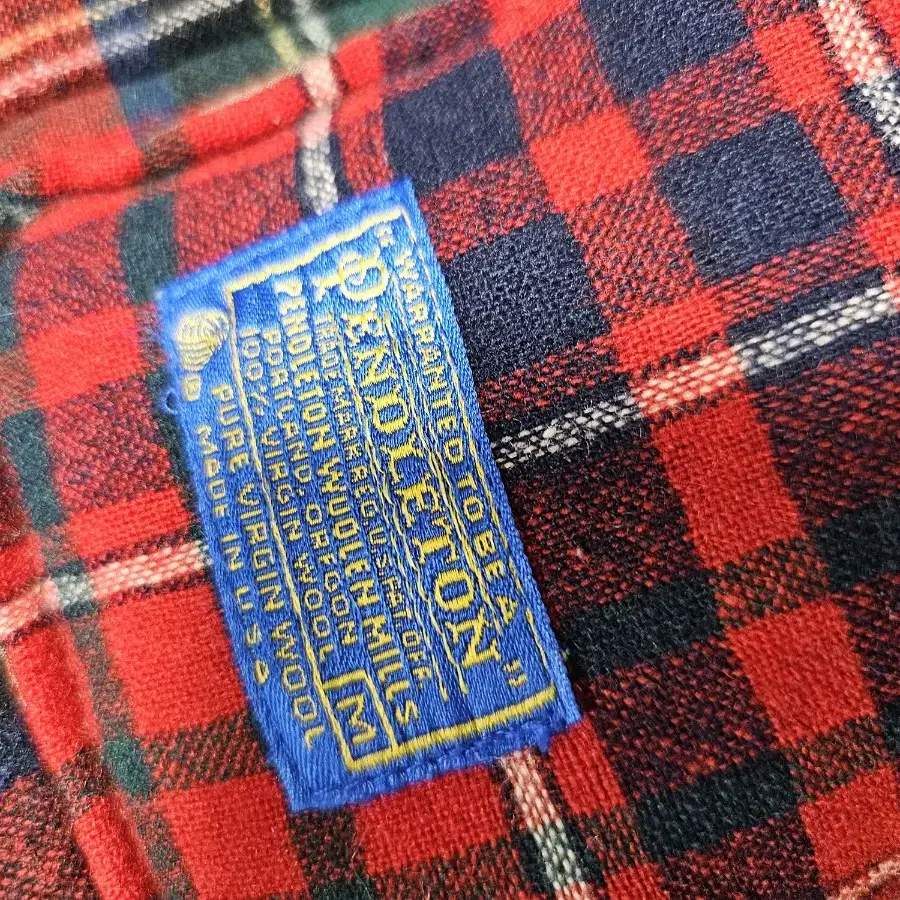 "WARRANTED TO BE A
PENDLETON"
TRADE MARK REG. U.S. PAT. OFF.
PENDLETON WOOLEN MILLS
PORTLAND, OREGON
100% VIRGIN WOOL
M
PURE VIRGIN WOOL
MADE IN U S A